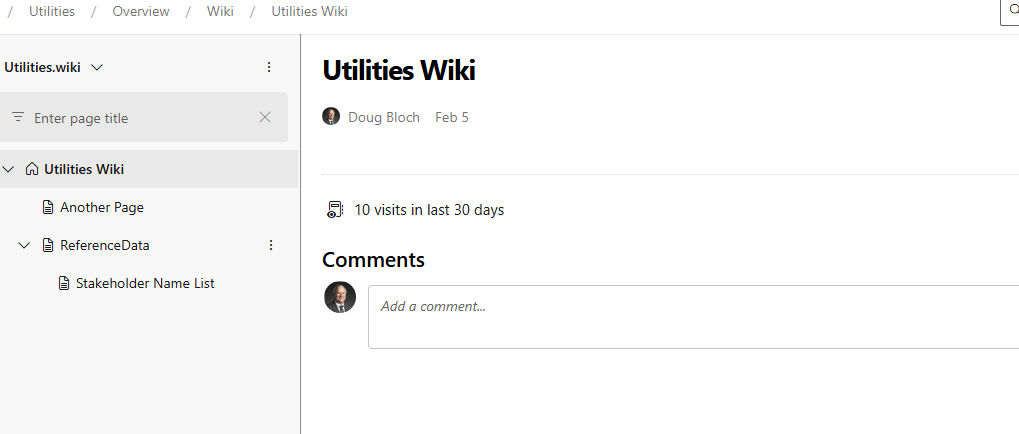 / Utilities / Overview / Wiki / Utilities Wiki
Utilities.wiki
Enter page title
Utilities Wiki
Another Page
ReferenceData
Stakeholder Name List
Utilities Wiki
Doug Bloch Feb 5
10 visits in last 30 days
Comments
Add a comment...